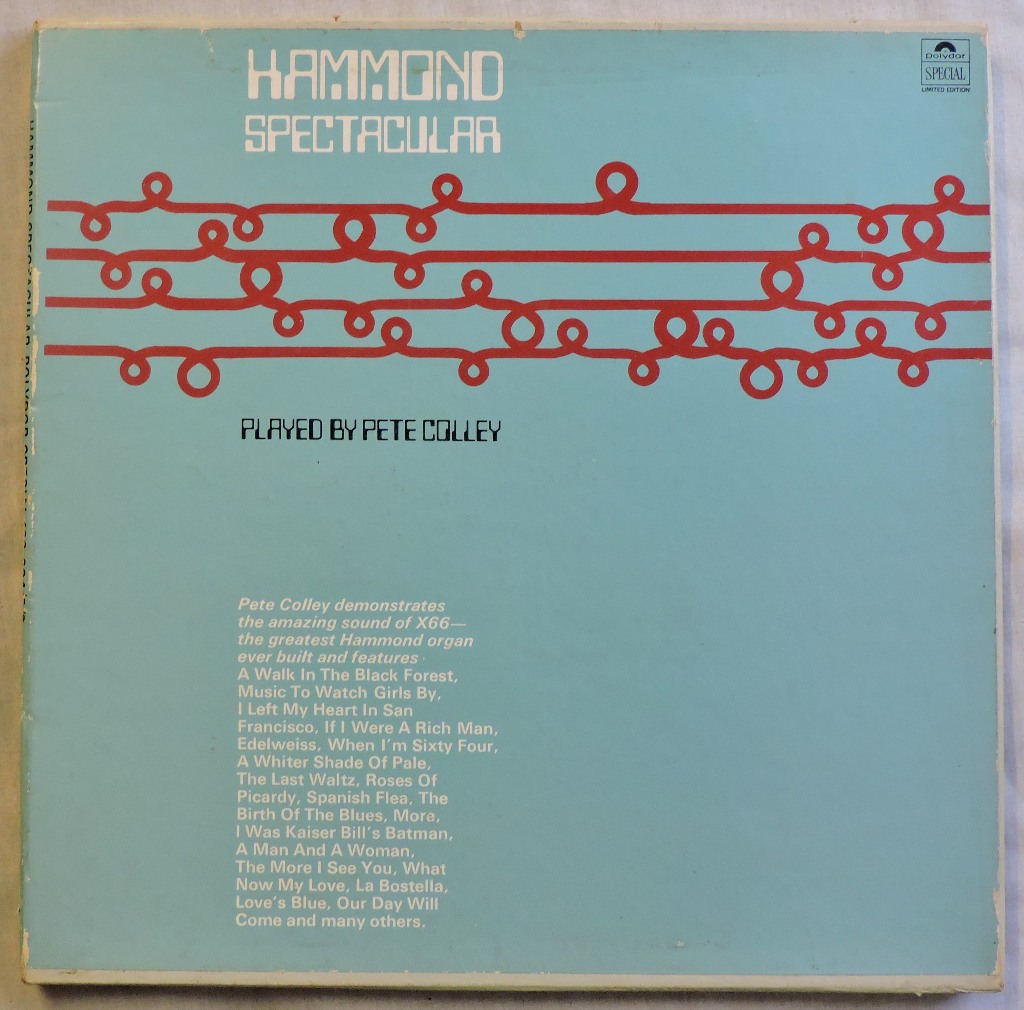 HAMMOND
SPECTACULAR
polydor
SPECIAL
LIMITED EDITION
PLAYED BY PETE COLLEY
Pete Colley demonstrates
the amazing sound of X66—
the greatest Hammond organ
ever built and features
A Walk In The Black Forest,
Music To Watch Girls By,
I Left My Heart In San
Francisco, If I Were A Rich Man,
Edelweiss, When I'm Sixty Four,
A Whiter Shade Of Pale,
The Last Waltz, Roses Of
Picardy, Spanish Flea, The
Birth Of The Blues, More,
I Was Kaiser Bill's Batman,
A Man And A Woman,
The More I See You, What
Now My Love, La Bostella,
Love's Blue, Our Day Will
Come and many others.
HAMMOND SPECTACULAR POLYDOR